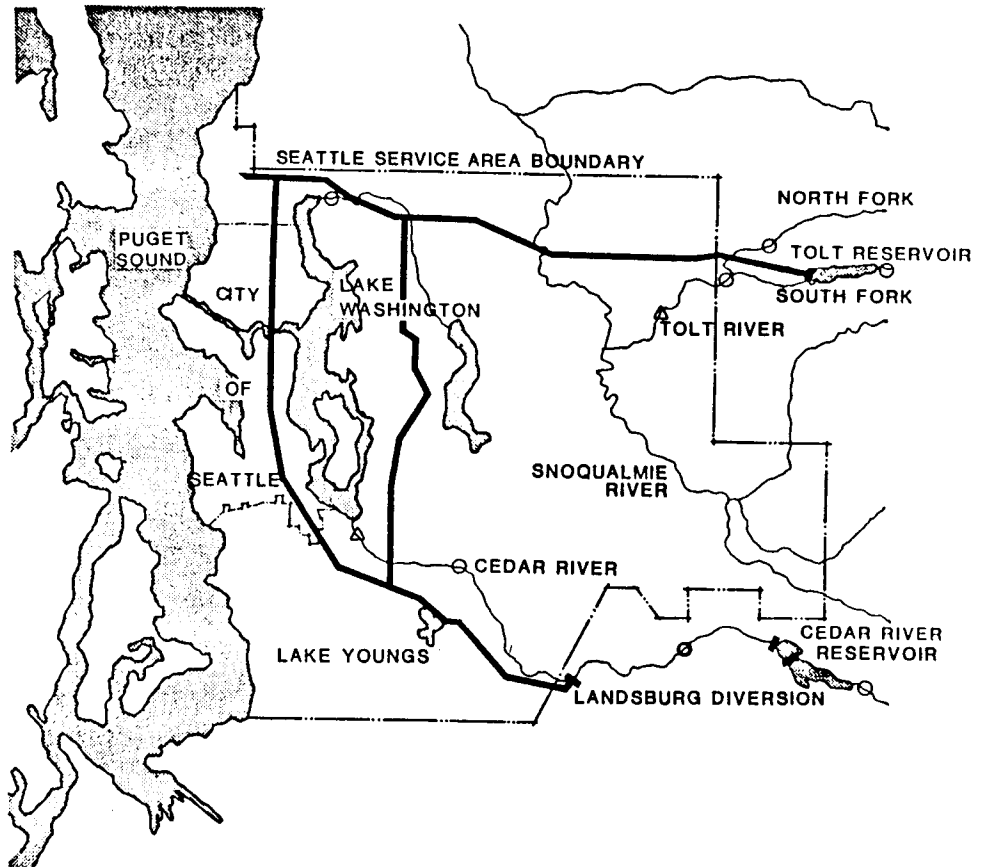 SEATTLE SERVICE AREA BOUNDARY
NORTH FORK
PUGET
SOUND
TOLT RESERVOIR
CITY
LAKE
WASHINGTON
SOUTH FORK
TOLT RIVER
OF
SNOQUALMIE
RIVER
SEATTLE
CEDAR RIVER
CEDAR RIVER
RESERVOIR
LAKE YOUNGS
LANDSBURG DIVERSION